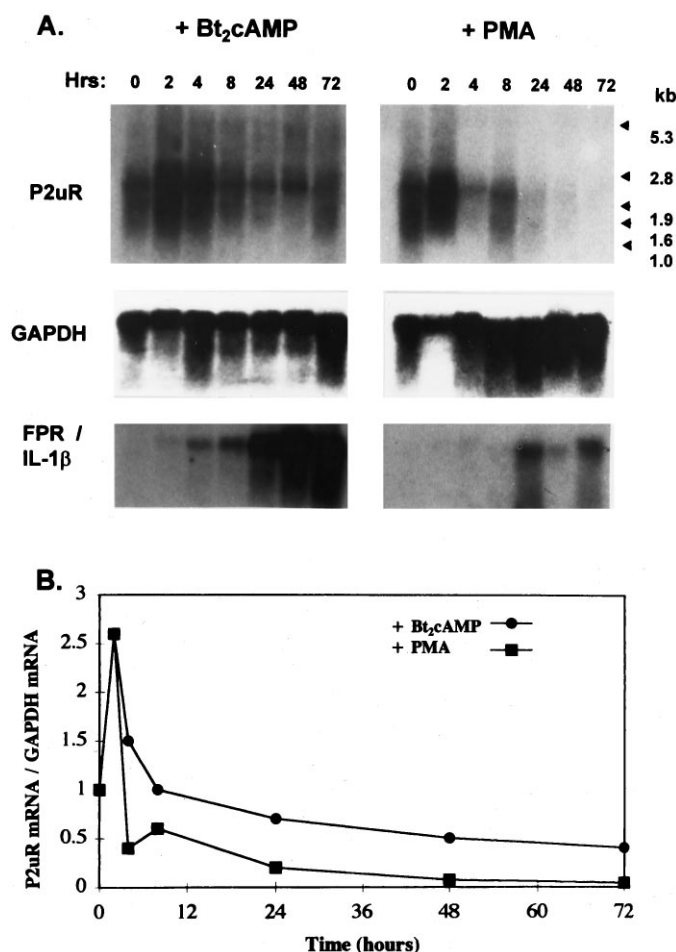 A.
+ Bt₂cAMP
+ PMA
Hrs: 0 2 4 8 24 48 72
0 2 4 8 24 48 72
kb
P2uR
5.3
2.8
1.9
1.6
1.0
GAPDH
FPR /
IL-1β
B.
P2uR mRNA / GAPDH mRNA
3
2.5
2
1.5
1
0.5
0
+ Bt₂cAMP
+ PMA
0 12 24 36 48 60 72
Time (hours)